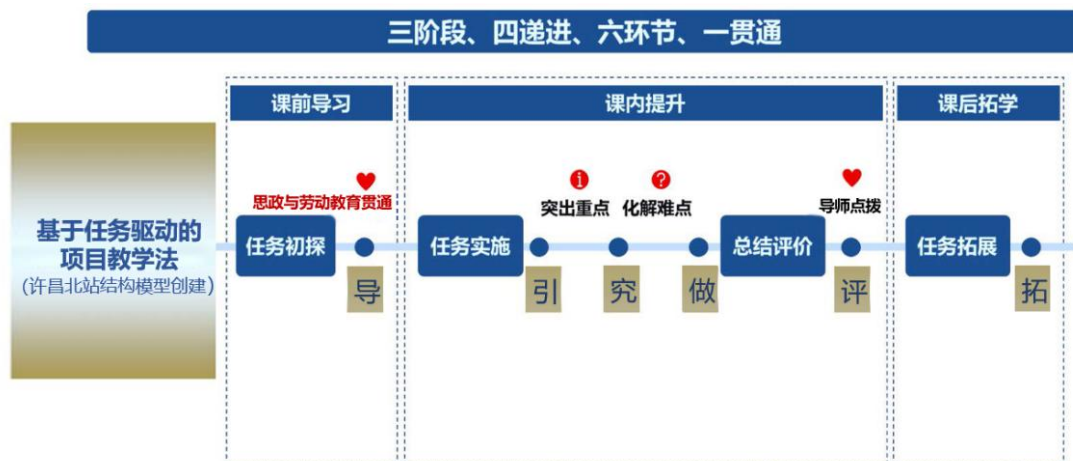 三阶段、四递进、六环节、一贯通
课前导习
课内提升
课后拓学
基于任务驱动的
项目教学法
(许昌北站结构模型创建)
思政与劳动教育贯通
突出重点
化解难点
导师点拨
任务初探
任务实施
总结评价
任务拓展
导
引
究
做
评
拓